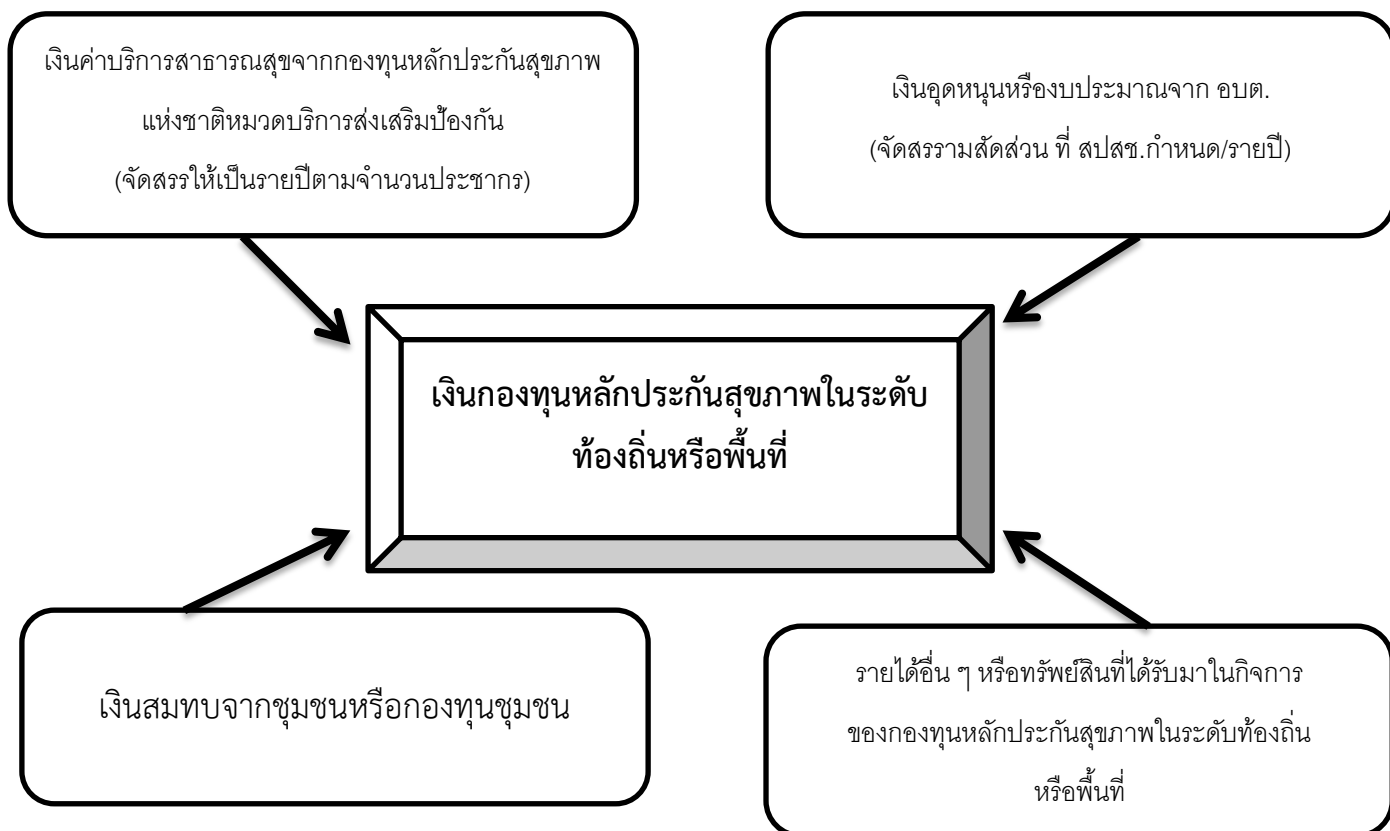 เงินค่าบริการสาธารณสุขจากกองทุนหลักประกันสุขภาพ
แห่งชาติหมวดบริการส่งเสริมป้องกัน
(จัดสรรให้เป็นรายปีตามจำนวนประชากร)
เงินอุดหนุนหรืองบประมาณจาก อบต.
(จัดสรรามสัดส่วน ที่ สปสช.กำหนด/รายปี)
เงินกองทุนหลักประกันสุขภาพในระดับ
ท้องถิ่นหรือพื้นที่
เงินสมทบจากชุมชนหรือกองทุนชุมชน
รายได้อื่น ๆ หรือทรัพย์สินที่ได้รับมาในกิจการ
ของกองทุนหลักประกันสุขภาพในระดับท้องถิ่น
หรือพื้นที่